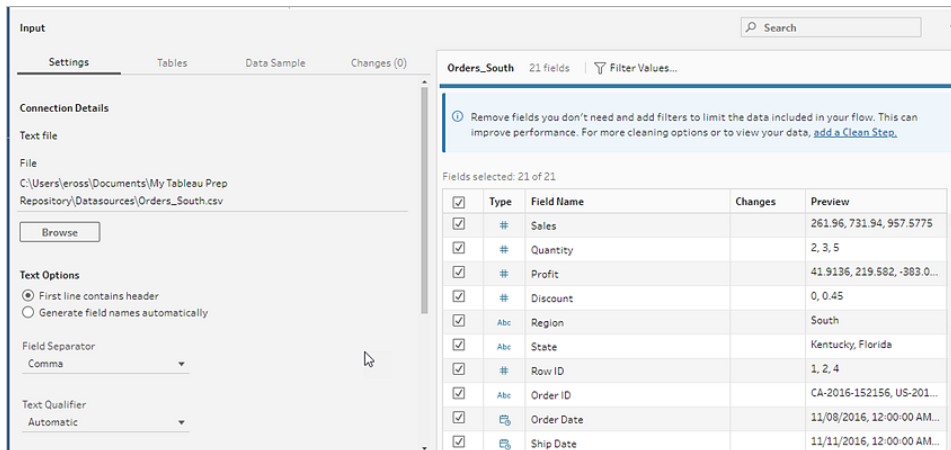 Input
Search
Settings Tables Data Sample Changes (0)
Connection Details
Text file
File
C:\Users\eross\Documents\My Tableau Prep
Repository\Datasources\Orders_South.csv
Browse
Text Options
First line contains header
Generate field names automatically
Field Separator
Comma
Text Qualifier
Automatic
Orders_South 21 fields Filter Values...
Remove fields you don't need and add filters to limit the data included in your flow. This can
improve performance. For more cleaning options or to view your data, add a Clean Step.
Fields selected: 21 of 21
Type Field Name Changes Preview
# Sales 261.96, 731.94, 957.5775
# Quantity 2, 3, 5
# Profit 41.9136, 219.582, -383.0...
# Discount 0, 0.45
Abc Region South
Abc State Kentucky, Florida
# Row ID 1, 2, 4
Abc Order ID CA-2016-152156, US-201...
Order Date 11/08/2016, 12:00:00 AM...
Ship Date 11/11/2016, 12:00:00 AM...